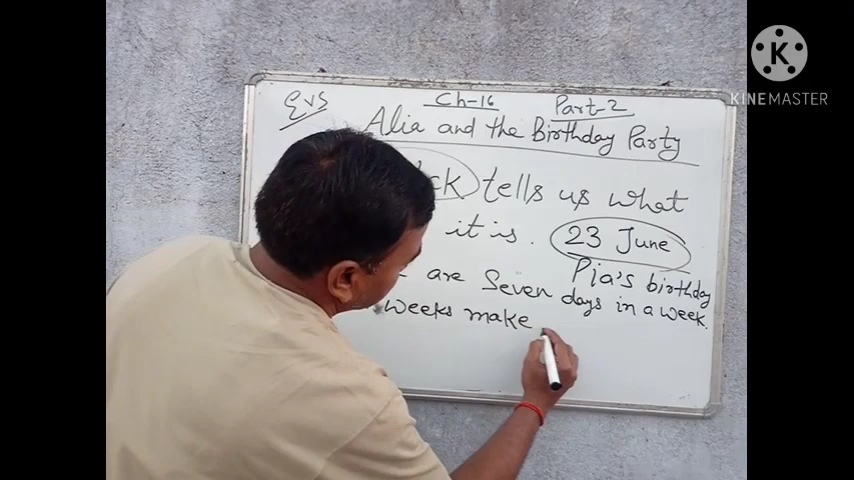 EVS
Ch-16
Part-2
Alia and the Birthday Party
tells us what
it is. 23 June
Pia's birthday
are Seven days in a week.
weeks make
K
KINEMASTER